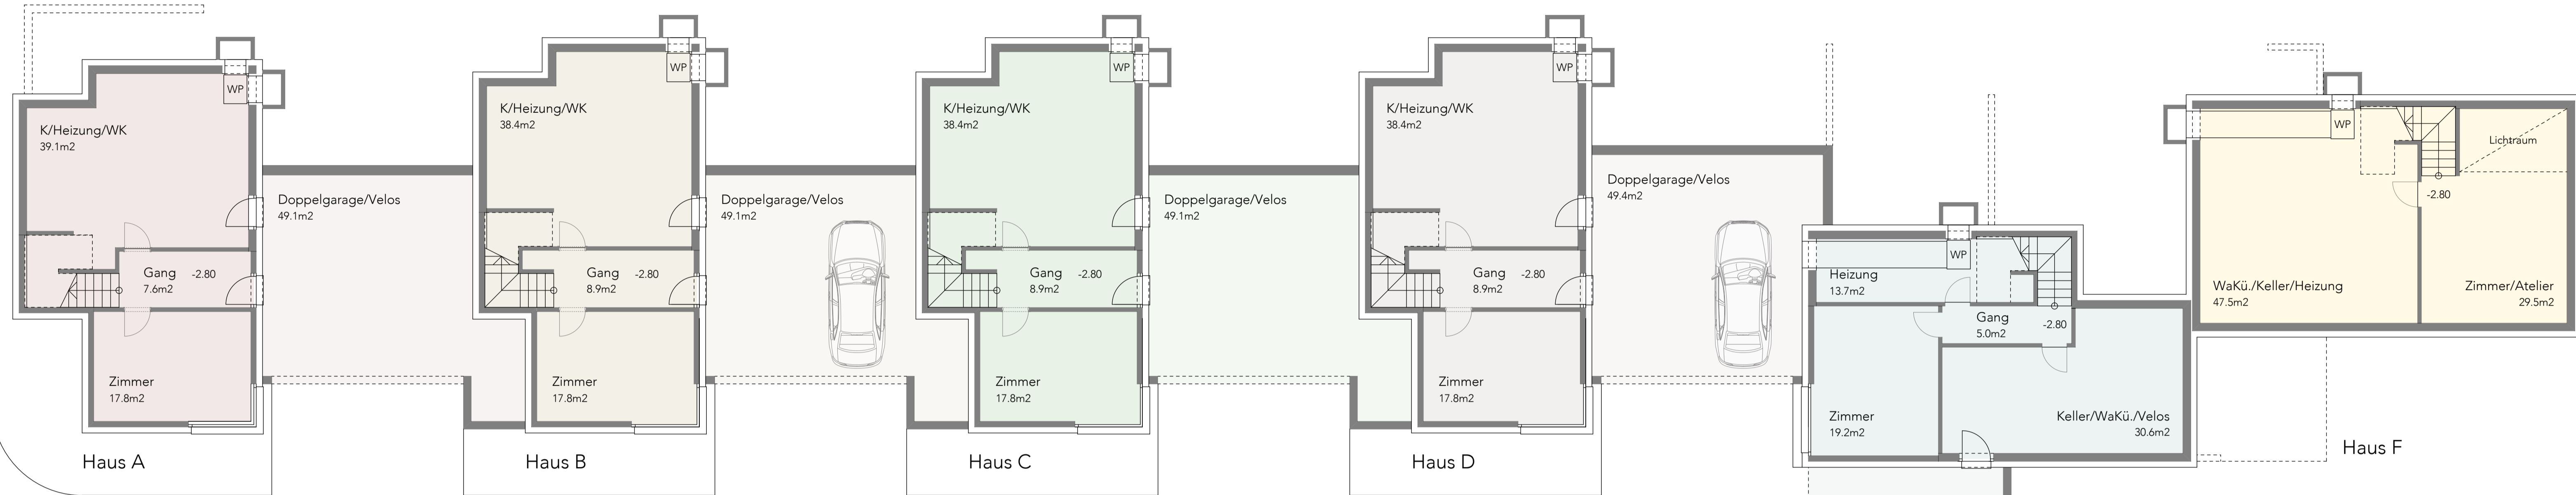 WP
K/Heizung/WK
39.1m2
Gang -2.80
7.6m2
Zimmer
17.8m2
Haus A
Doppelgarage/Velos
49.1m2
WP
K/Heizung/WK
38.4m2
Gang -2.80
8.9m2
Zimmer
17.8m2
Haus B
Doppelgarage/Velos
49.1m2
WP
K/Heizung/WK
38.4m2
Gang -2.80
8.9m2
Zimmer
17.8m2
Haus C
Doppelgarage/Velos
49.1m2
WP
K/Heizung/WK
38.4m2
Gang -2.80
8.9m2
Zimmer
17.8m2
Haus D
Doppelgarage/Velos
49.4m2
WP
Heizung
13.7m2
Gang
5.0m2
-2.80
Zimmer
19.2m2
Keller/WaKü./Velos
30.6m2
WP
Lichtraum
-2.80
WaKü./Keller/Heizung
47.5m2
Zimmer/Atelier
29.5m2
Haus F